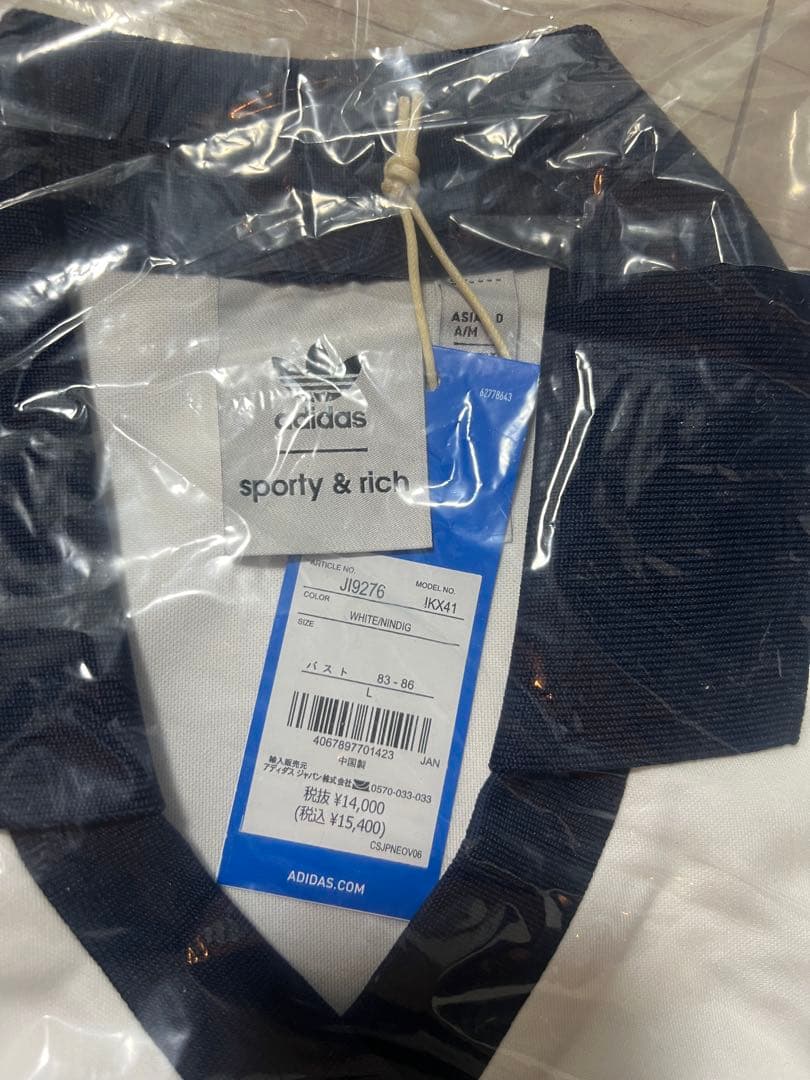 ASIA
A/M
adidas
sporty & rich
62778643
ARTICLE NO.
JI9276
MODEL NO.
IKX41
COLOR
WHITE/NINDIG
SIZE
バスト 83 - 86
L
4067897701423 JAN
中国製
輸入販売元
アディダス ジャパン株式会社 0570-033-033
税抜 ¥14,000
(税込 ¥15,400)
CSJPNEOV06
ADIDAS.COM